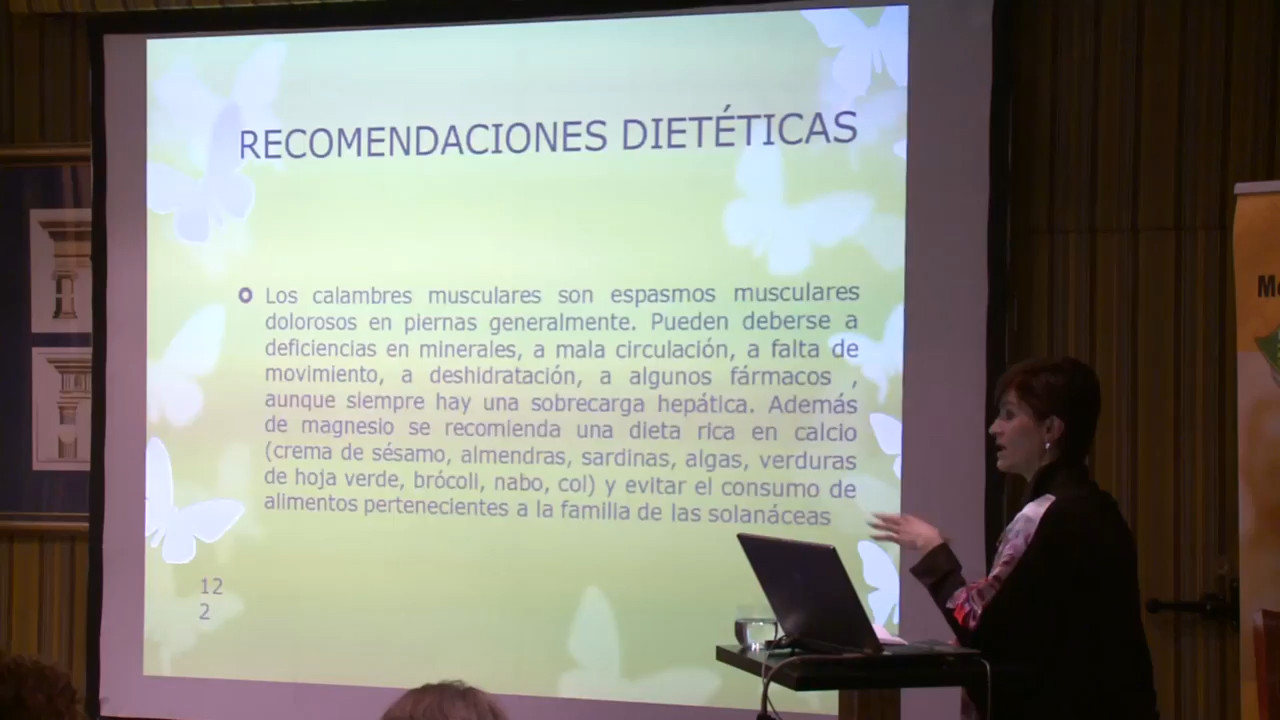 RECOMENDACIONES DIETÉTICAS
Los calambres musculares son espasmos musculares
dolorosos en piernas generalmente. Pueden deberse a
deficiencias en minerales, a mala circulación, a falta de
movimiento, a deshidratación, a algunos fármacos ,
aunque siempre hay una sobrecarga hepática. Además
de magnesio se recomienda una dieta rica en calcio
(crema de sésamo, almendras, sardinas, algas, verduras
de hoja verde, brócoli, nabo, col) y evitar el consumo de
alimentos pertenecientes a la familia de las solanáceas
12
2